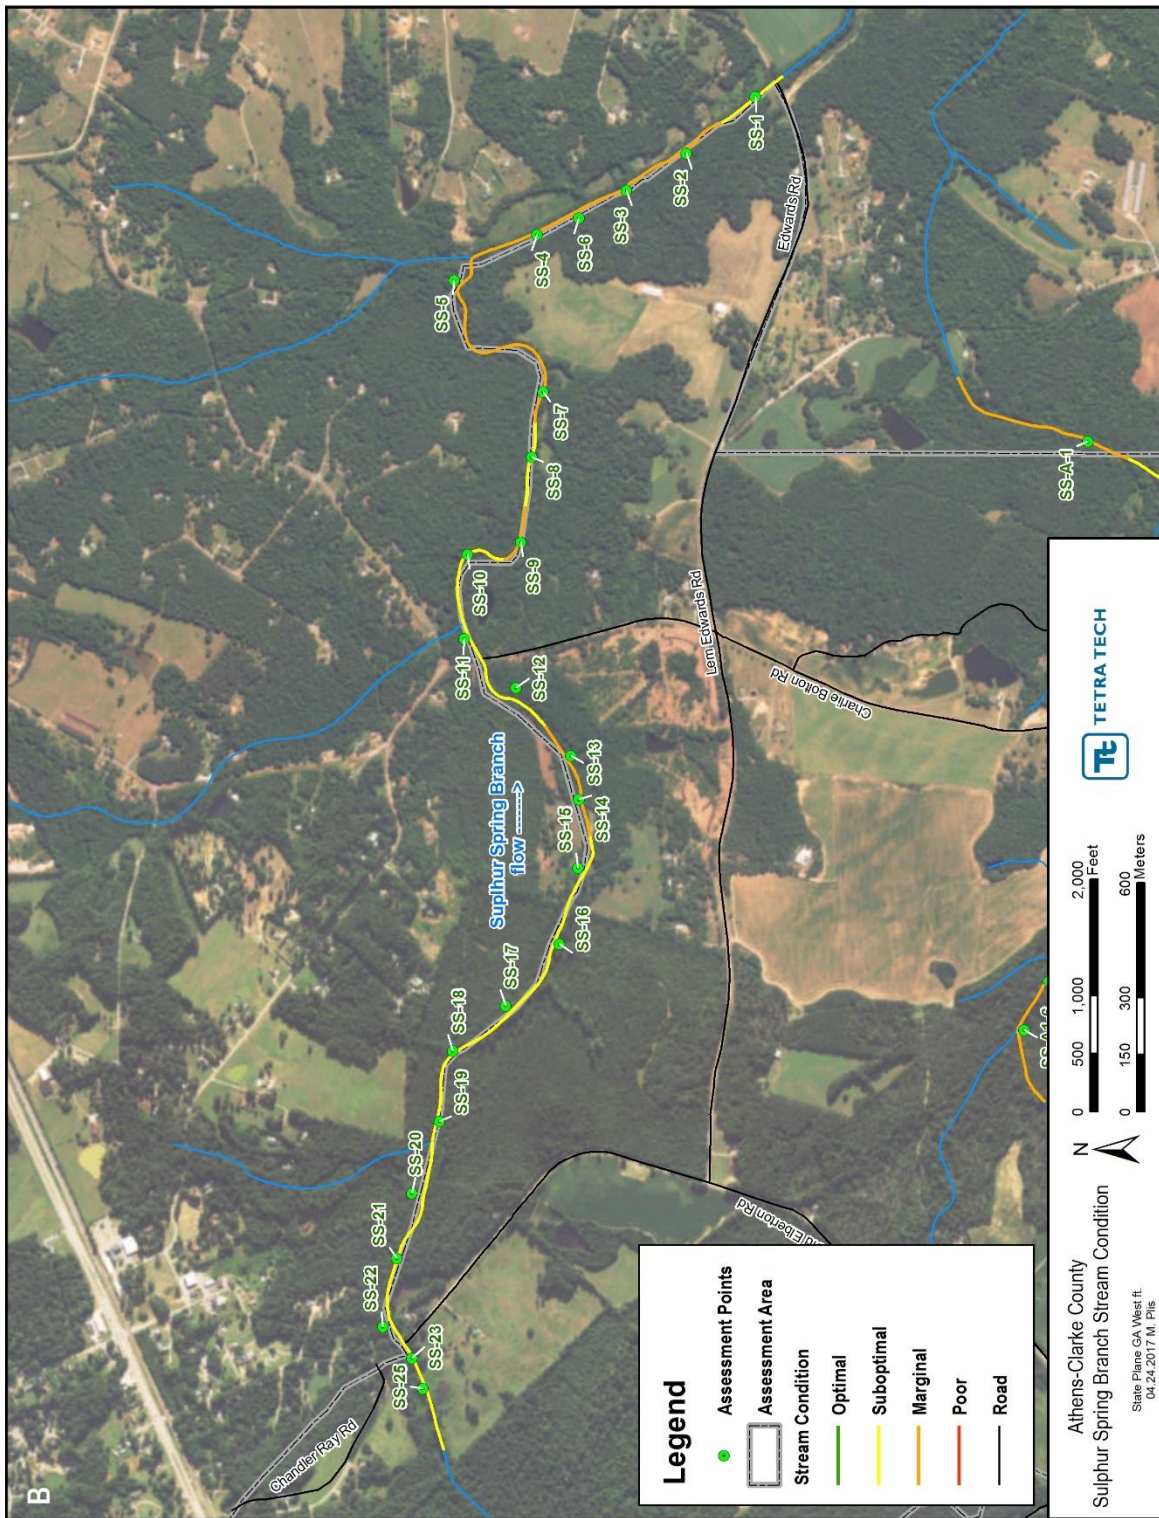 B
Chandler Ray Rd
SS-25
SS-23
SS-22
SS-21
SS-20
SS-19
SS-18
SS-17
SS-16
SS-15
SS-14
SS-13
SS-12
SS-11
SS-10
SS-9
SS-8
SS-7
SS-5
SS-4
SS-6
SS-3
SS-2
SS-1
Suplhur Spring Branch
flow ------>
Edwards Rd
Lem Edwards Rd
Charlie Bolton Rd
Elberton Rd
SS-A-1
Legend
Assessment Points
Assessment Area
Stream Condition
Optimal
Suboptimal
Marginal
Poor
Road
Athens-Clarke County
Sulphur Spring Branch Stream Condition
State Plane GA West ft.
04.24.2017 M. Plis
N
0 500 1,000 2,000
Feet
0 150 300 600
Meters
Tt TETRA TECH